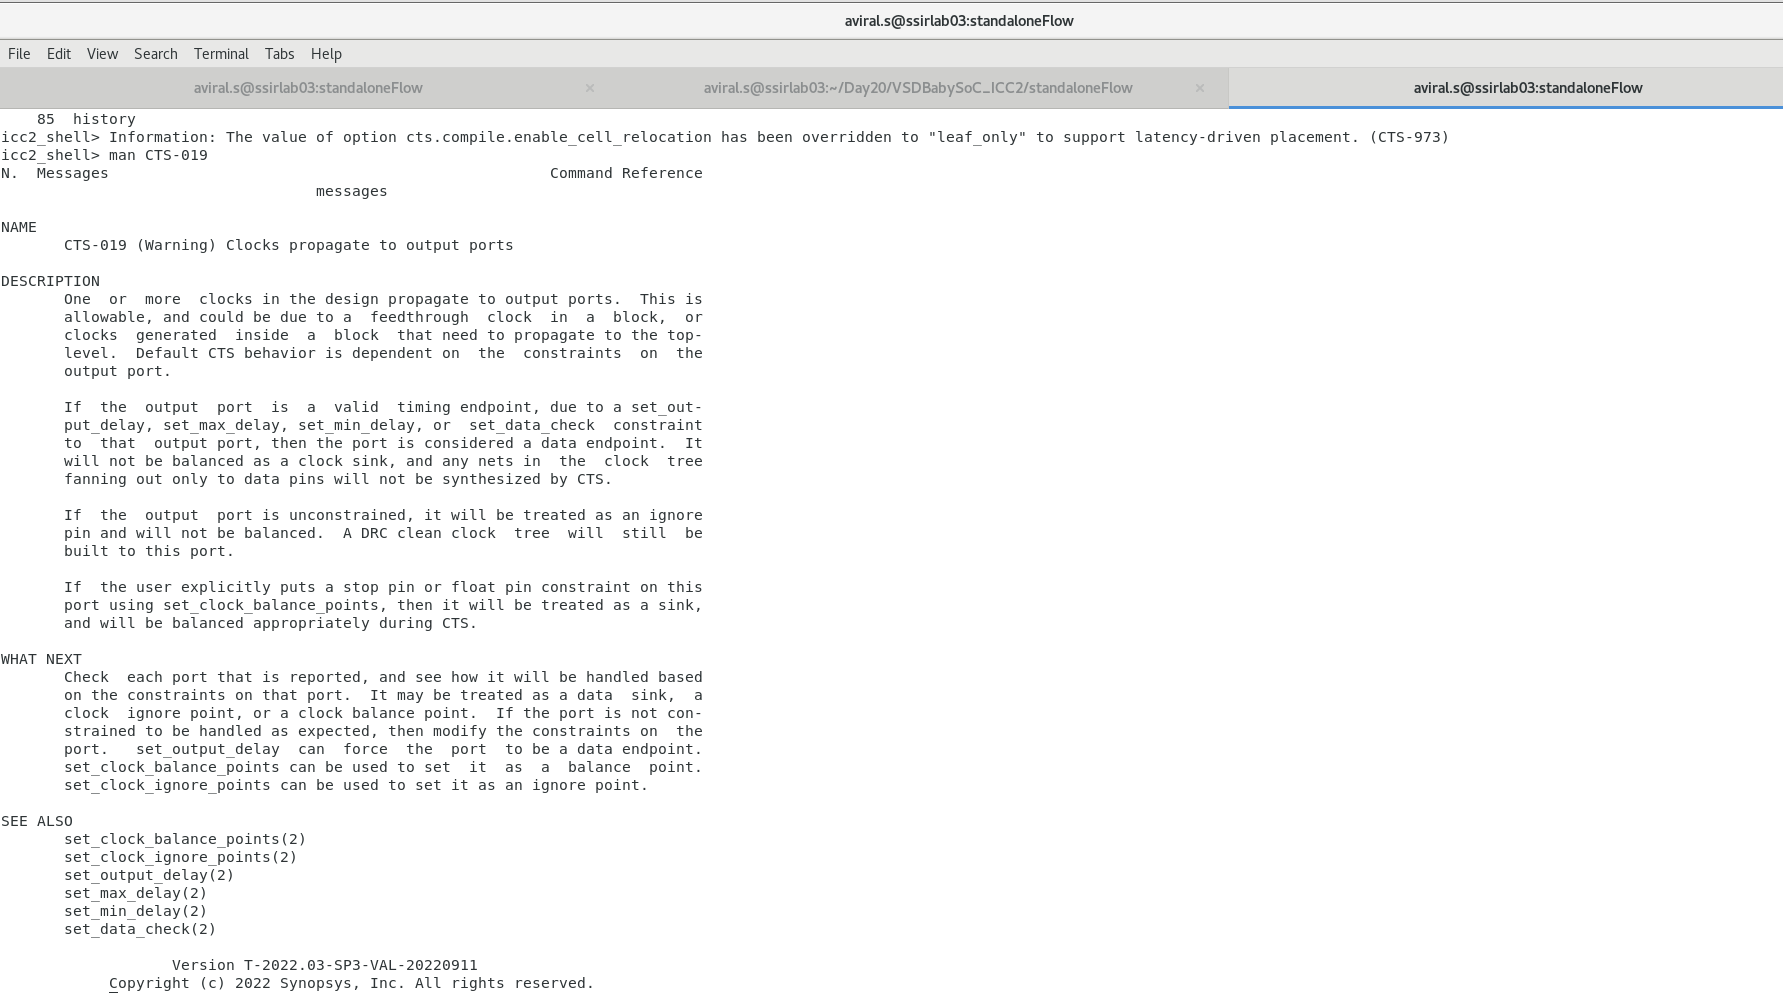 aviral.s@ssirlab03:standaloneFlow
File Edit View Search Terminal Tabs Help
aviral.s@ssirlab03:standaloneFlow × aviral.s@ssirlab03:~/Day20/VSDBabySoC_ICC2/standaloneFlow × aviral.s@ssirlab03:standaloneFlow
    85  history
icc2_shell> Information: The value of option cts.compile.enable_cell_relocation has been overridden to "leaf_only" to support latency-driven placement. (CTS-973)
icc2_shell> man CTS-019
N.  Messages                                                 Command Reference
                                   messages

NAME
       CTS-019 (Warning) Clocks propagate to output ports

DESCRIPTION
       One  or  more  clocks in the design propagate to output ports.  This is
       allowable, and could be due to a  feedthrough  clock  in  a  block,  or
       clocks  generated  inside  a  block  that need to propagate to the top-
       level.  Default CTS behavior is dependent on  the  constraints  on  the
       output port.

       If  the  output  port  is  a  valid  timing endpoint, due to a set_out-
       put_delay, set_max_delay, set_min_delay, or  set_data_check  constraint
       to  that  output port, then the port is considered a data endpoint.  It
       will not be balanced as a clock sink, and any nets in  the  clock  tree
       fanning out only to data pins will not be synthesized by CTS.

       If  the  output  port is unconstrained, it will be treated as an ignore
       pin and will not be balanced.  A DRC clean clock  tree  will  still  be
       built to this port.

       If  the user explicitly puts a stop pin or float pin constraint on this
       port using set_clock_balance_points, then it will be treated as a sink,
       and will be balanced appropriately during CTS.

WHAT NEXT
       Check  each port that is reported, and see how it will be handled based
       on the constraints on that port.  It may be treated as a data  sink,  a
       clock  ignore point, or a clock balance point.  If the port is not con-
       strained to be handled as expected, then modify the constraints on  the
       port.   set_output_delay  can  force  the  port  to be a data endpoint.
       set_clock_balance_points can be used to set  it  as  a  balance  point.
       set_clock_ignore_points can be used to set it as an ignore point.

SEE ALSO
       set_clock_balance_points(2)
       set_clock_ignore_points(2)
       set_output_delay(2)
       set_max_delay(2)
       set_min_delay(2)
       set_data_check(2)

                   Version T-2022.03-SP3-VAL-20220911
            Copyright (c) 2022 Synopsys, Inc. All rights reserved.